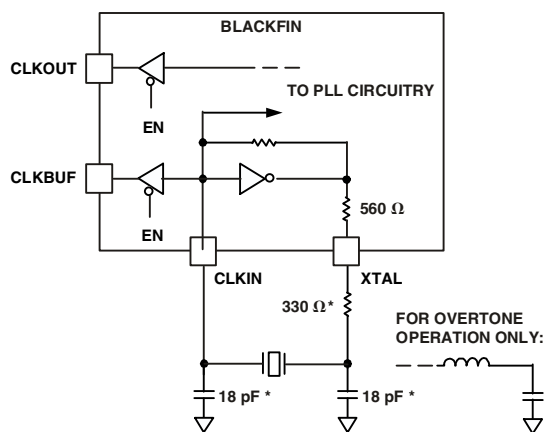 BLACKFIN
CLKOUT
TO PLL CIRCUITRY
EN
CLKBUF
560 Ω
EN
CLKIN
XTAL
330 Ω*
FOR OVERTONE
OPERATION ONLY:
18 pF *
18 pF *